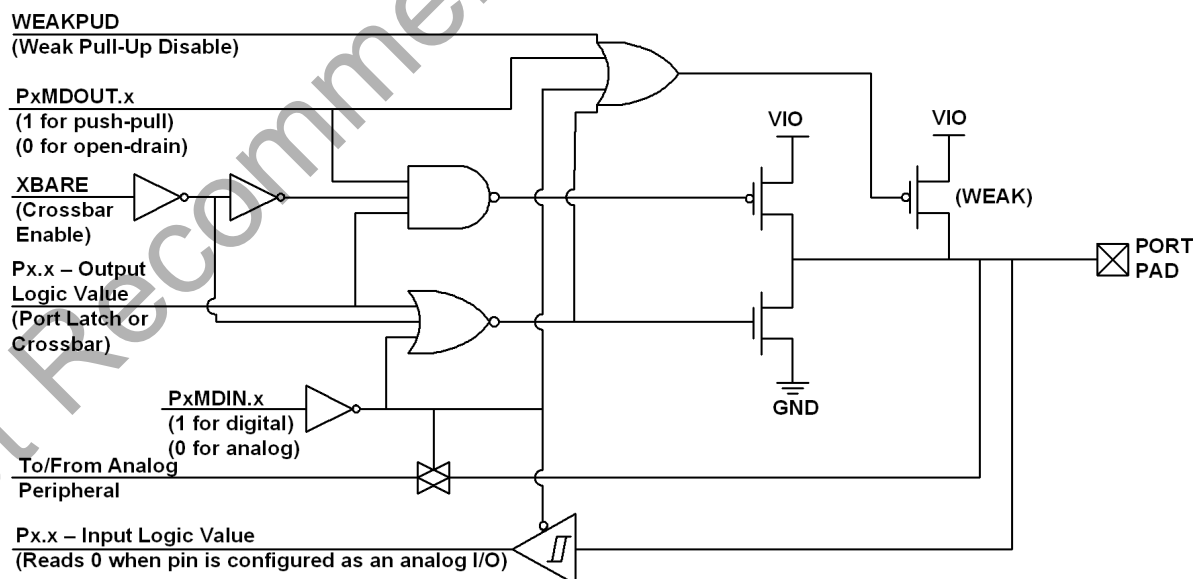 WEAKPUD
(Weak Pull-Up Disable)
PxMDOUT.x
(1 for push-pull)
(0 for open-drain)
XBARE
(Crossbar
Enable)
Px.x – Output
Logic Value
(Port Latch or
Crossbar)
PxMDIN.x
(1 for digital)
(0 for analog)
To/From Analog
Peripheral
Px.x – Input Logic Value
(Reads 0 when pin is configured as an analog I/O)
VIO
VIO
(WEAK)
PORT
PAD
GND
t Recomme